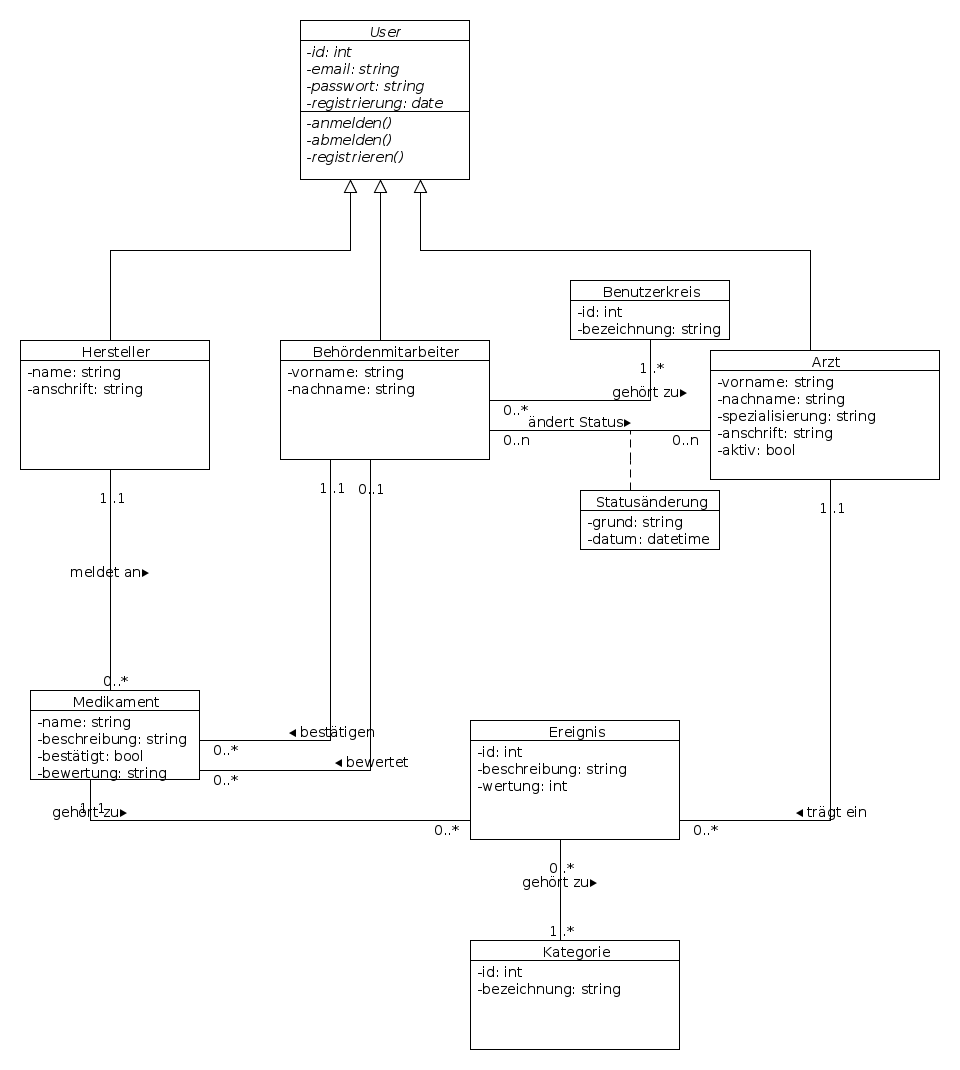 User
-id: int
-email: string
-passwort: string
-registrierung: date
-anmelden()
-abmelden()
-registrieren()
Benutzerkreis
-id: int
-bezeichnung: string
Hersteller
-name: string
-anschrift: string
Behördenmitarbeiter
-vorname: string
-nachname: string
Arzt
-vorname: string
-nachname: string
-spezialisierung: string
-anschrift: string
-aktiv: bool
1..*
gehört zu▶
0..*
ändert Status▶
0..n
0..n
Statusänderung
-grund: string
-datum: datetime
1..1
1..1
0..1
1..1
meldet an▶
0..*
Medikament
-name: string
-beschreibung: string
-bestätigt: bool
-bewertung: string
◀ bestätigen
0..*
◀ bewertet
0..*
Ereignis
-id: int
-beschreibung: string
-wertung: int
1..1
gehört zu▶
0..*
◀ trägt ein
0..*
0..*
gehört zu▶
1..*
Kategorie
-id: int
-bezeichnung: string